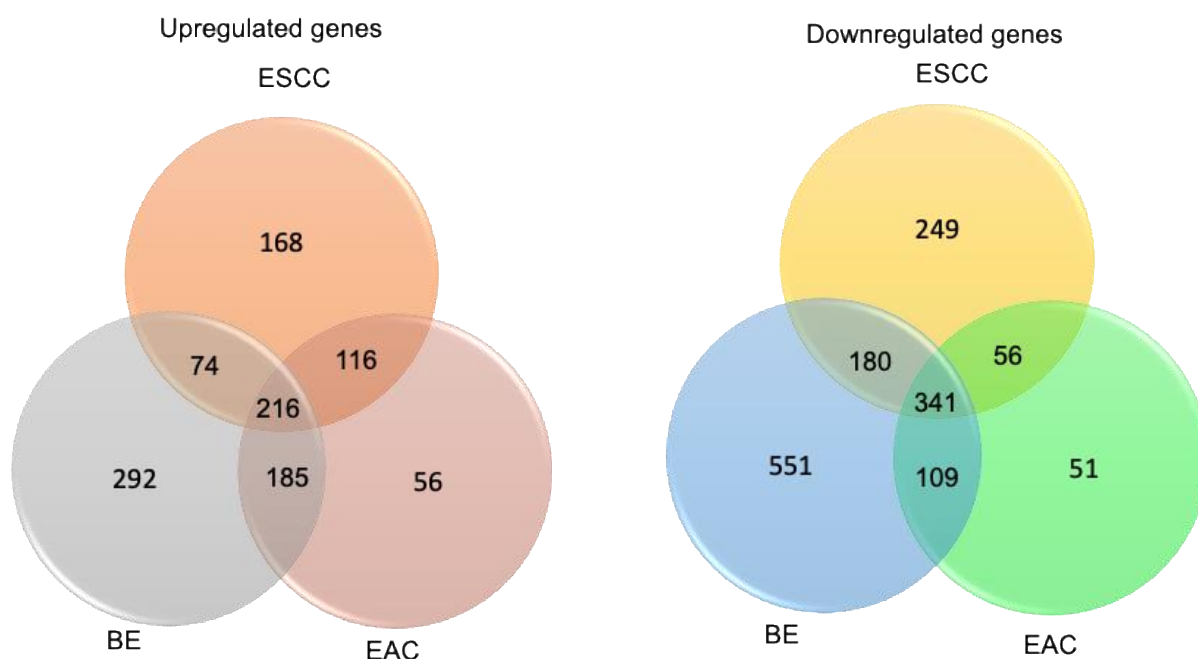 Upregulated genes
ESCC
168
74
116
216
292
185
56
BE
EAC
Downregulated genes
ESCC
249
180
56
341
551
109
51
BE
EAC